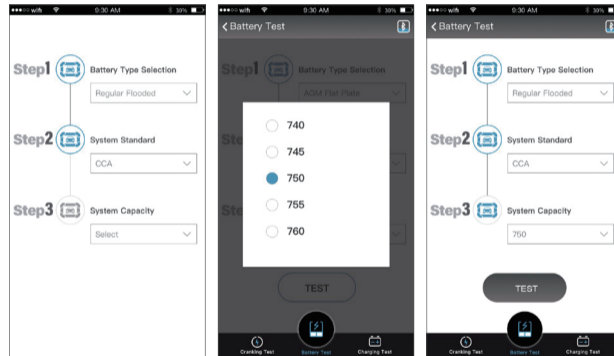 wifi 9:30 AM 30%
Step1 Battery Type Selection
Regular Flooded
Step2 System Standard
CCA
Step3 System Capacity
Select
wifi 9:30 AM 30%
Battery Test
Step1 Battery Type Selection
AGM Flat Plate
Ste
740
745
750
755
760
Ste
TEST
Cranking Test Battery Test Charging Test
wifi 9:30 AM 30%
Battery Test
Step1 Battery Type Selection
Regular Flooded
Step2 System Standard
CCA
Step3 System Capacity
750
TEST
Cranking Test Battery Test Charging Test